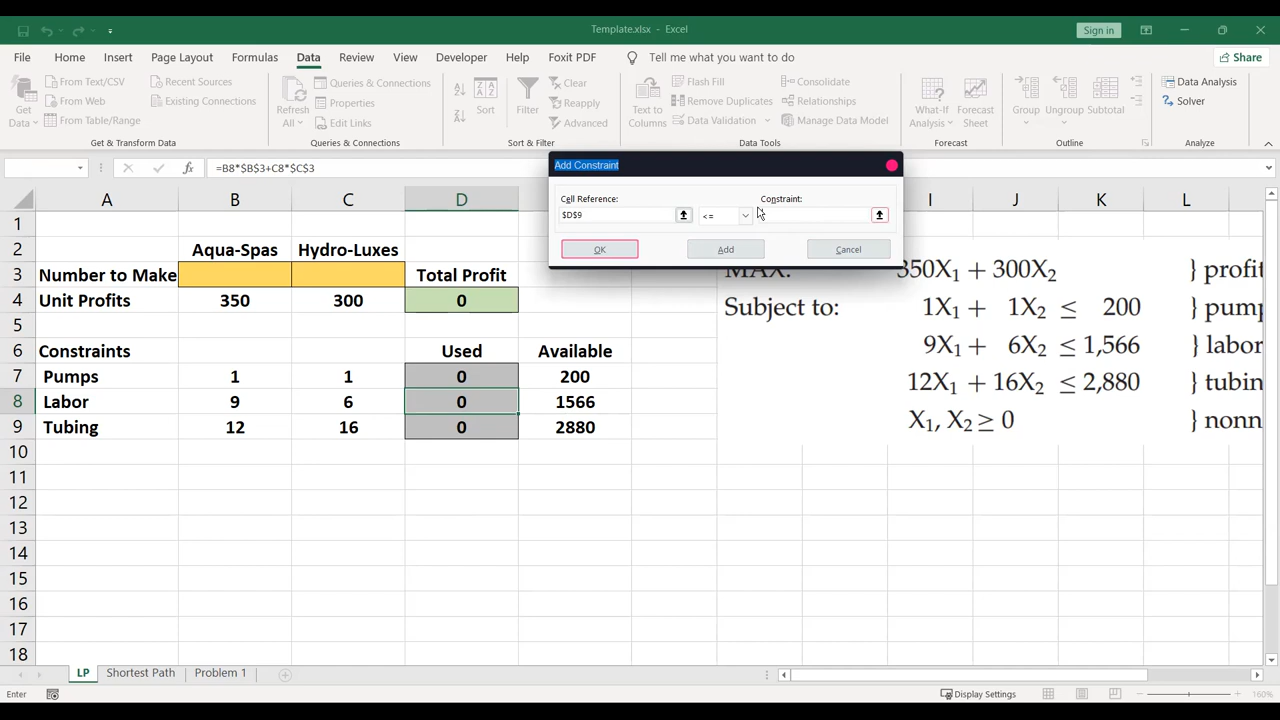 Template.xlsx - Excel
Sign in
File Home Insert Page Layout Formulas Data Review View Developer Help Foxit PDF Tell me what you want to do Share
Get Data
From Text/CSV
From Web
From Table/Range
Recent Sources
Existing Connections
Get & Transform Data
Refresh All
Queries & Connections
Properties
Edit Links
Queries & Connections
Sort
Filter
Clear
Reapply
Advanced
Sort & Filter
Text to Columns
Flash Fill
Remove Duplicates
Data Validation
Consolidate
Relationships
Manage Data Model
Data Tools
What-If Analysis
Forecast Sheet
Forecast
Group
Ungroup
Subtotal
Outline
Data Analysis
Solver
Analyze
fx =B8*$B$3+C8*$C$3
Add Constraint
Cell Reference: Constraint:
$D$9 <=
OK Add Cancel
A B C D I J K L
1
2 Aqua-Spas Hydro-Luxes
3 Number to Make Total Profit
4 Unit Profits 350 300 0
5
6 Constraints Used Available
7 Pumps 1 1 0 200
8 Labor 9 6 0 1566
9 Tubing 12 16 0 2880
10
11
12
13
14
15
16
17
18
MAX: 350X₁ + 300X₂ } profi
Subject to: 1X₁ + 1X₂ ≤ 200 } pum
9X₁ + 6X₂ ≤ 1,566 } labor
12X₁ + 16X₂ ≤ 2,880 } tubin
X₁, X₂ ≥ 0 } nonn
LP Shortest Path Problem 1
Enter Display Settings 160%